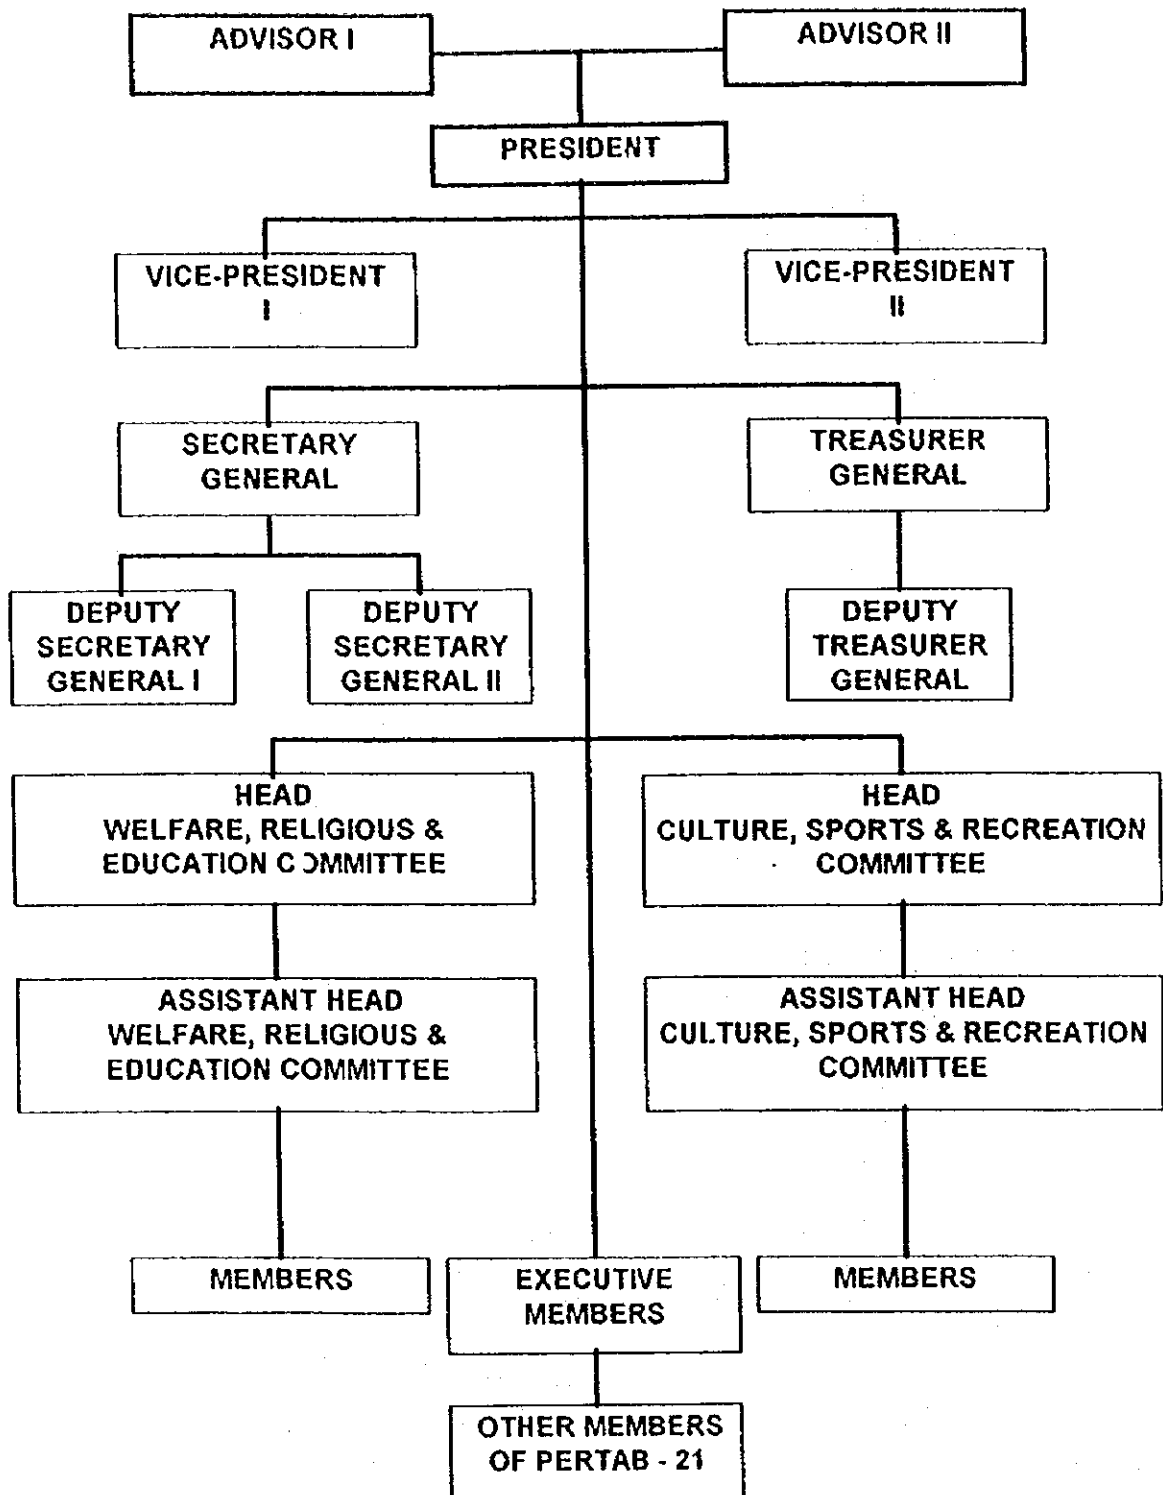 ADVISOR I
ADVISOR II
PRESIDENT
VICE-PRESIDENT
I
VICE-PRESIDENT
II
SECRETARY
GENERAL
TREASURER
GENERAL
DEPUTY
SECRETARY
GENERAL I
DEPUTY
SECRETARY
GENERAL II
DEPUTY
TREASURER
GENERAL
HEAD
WELFARE, RELIGIOUS &
EDUCATION COMMITTEE
HEAD
CULTURE, SPORTS & RECREATION
COMMITTEE
ASSISTANT HEAD
WELFARE, RELIGIOUS &
EDUCATION COMMITTEE
ASSISTANT HEAD
CULTURE, SPORTS & RECREATION
COMMITTEE
MEMBERS
EXECUTIVE
MEMBERS
MEMBERS
OTHER MEMBERS
OF PERTAB - 21